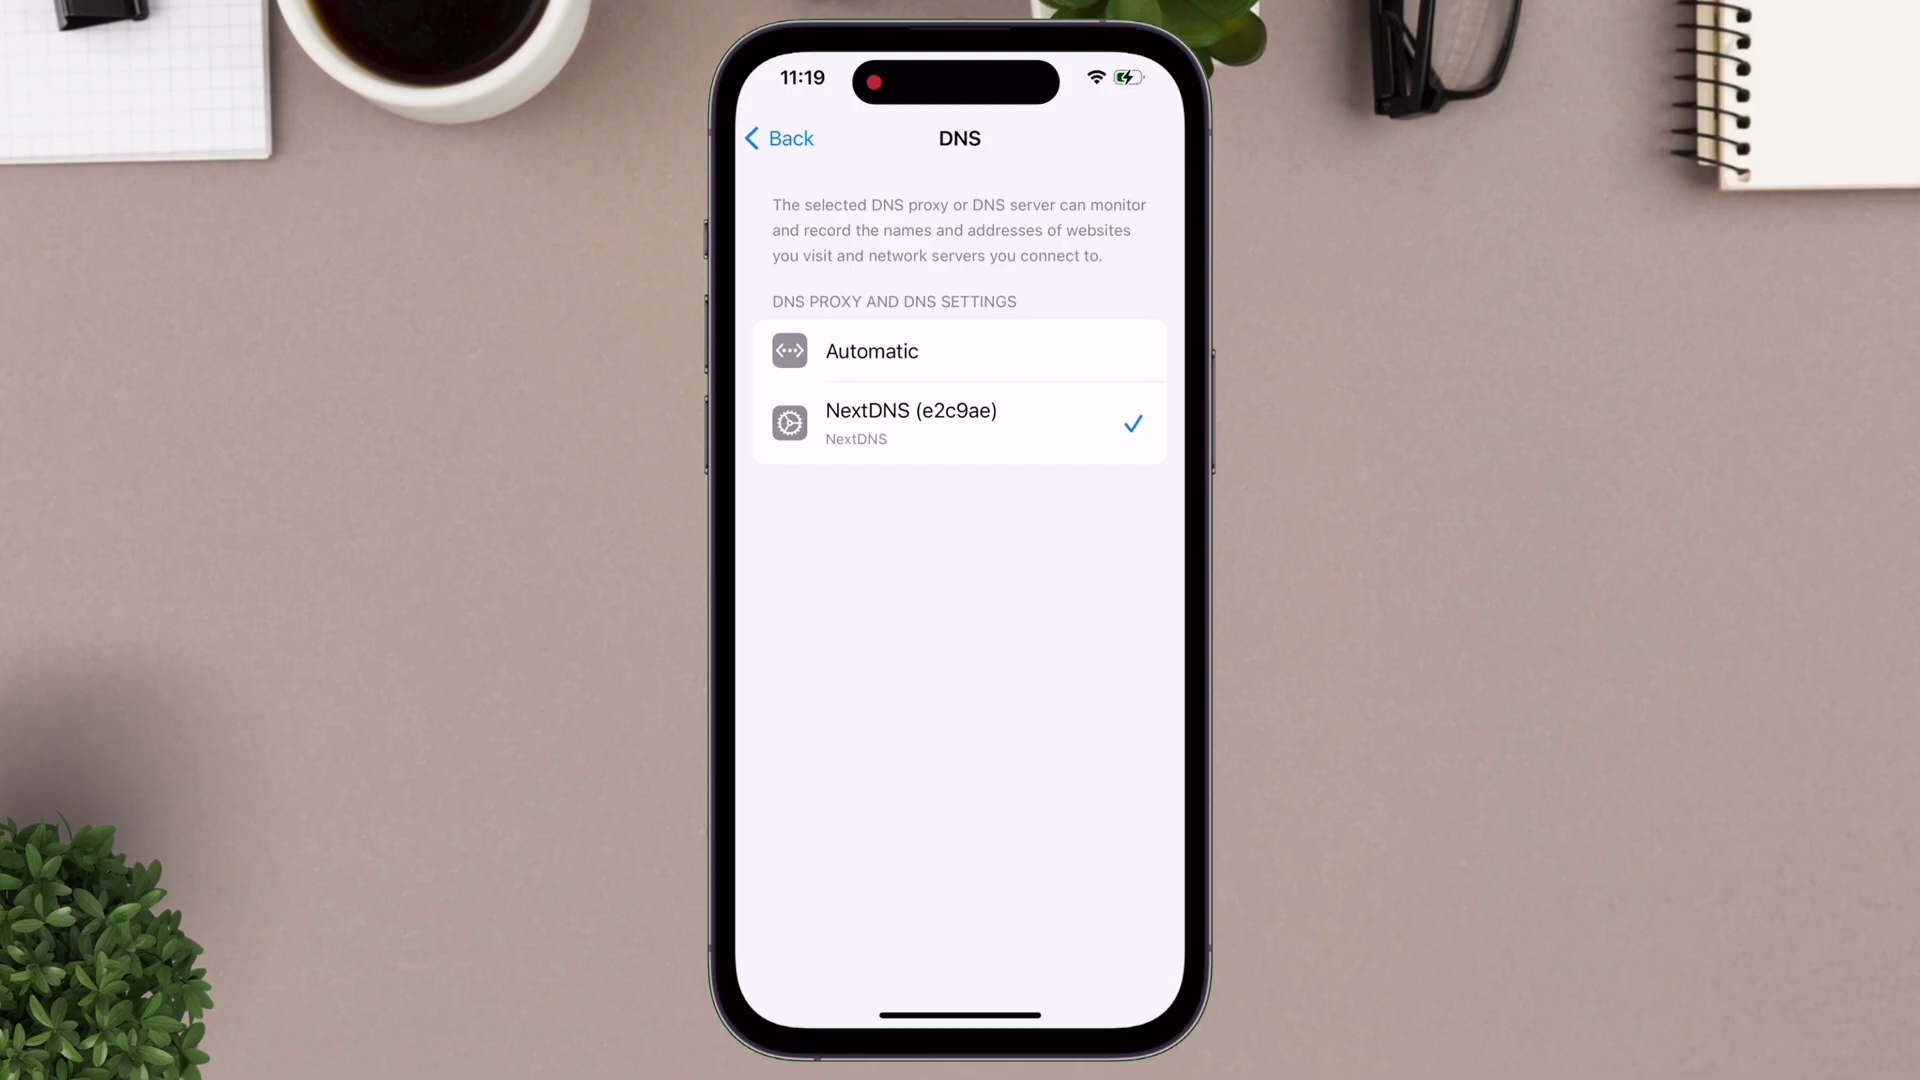 11:19
Back
DNS
The selected DNS proxy or DNS server can monitor
and record the names and addresses of websites
you visit and network servers you connect to.
DNS PROXY AND DNS SETTINGS
Automatic
NextDNS (e2c9ae)
NextDNS